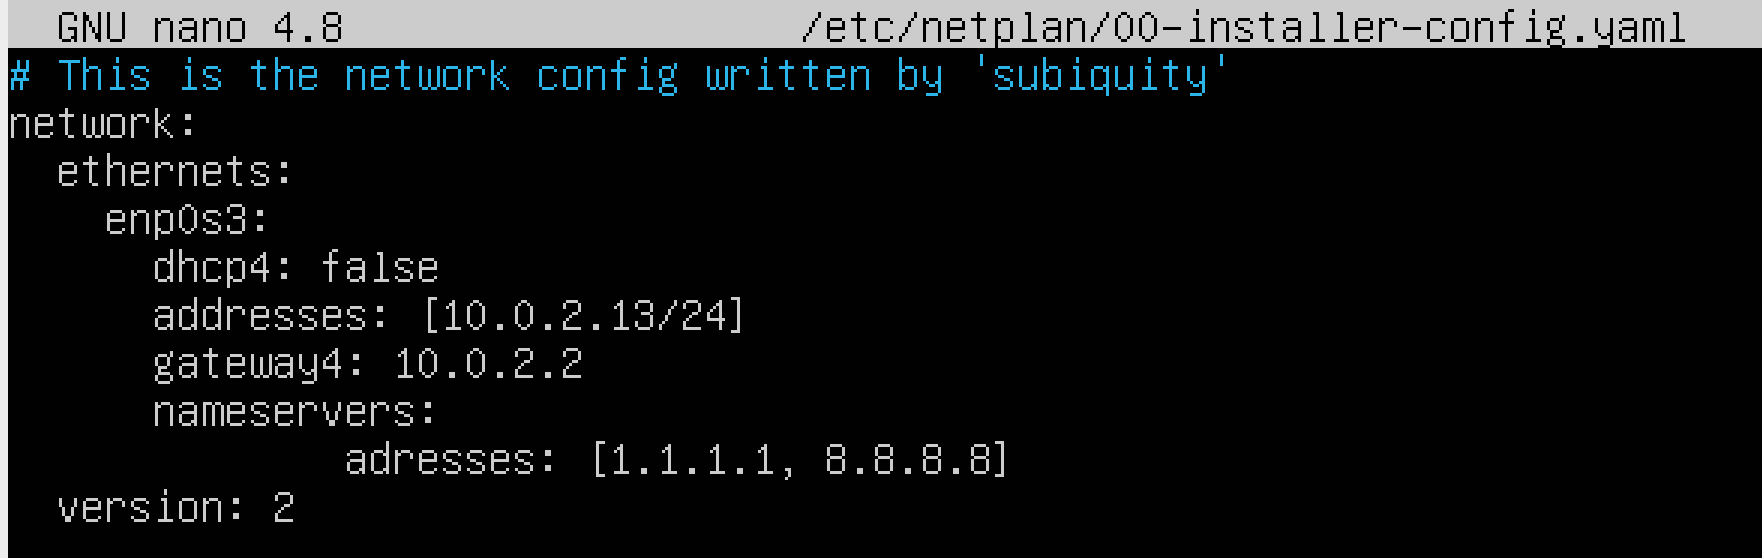 GNU nano 4.8 /etc/netplan/00-installer-config.yaml
# This is the network config written by 'subiquity'
network:
  ethernets:
    enp0s3:
      dhcp4: false
      addresses: [10.0.2.13/24]
      gateway4: 10.0.2.2
      nameservers:
              adresses: [1.1.1.1, 8.8.8.8]
  version: 2